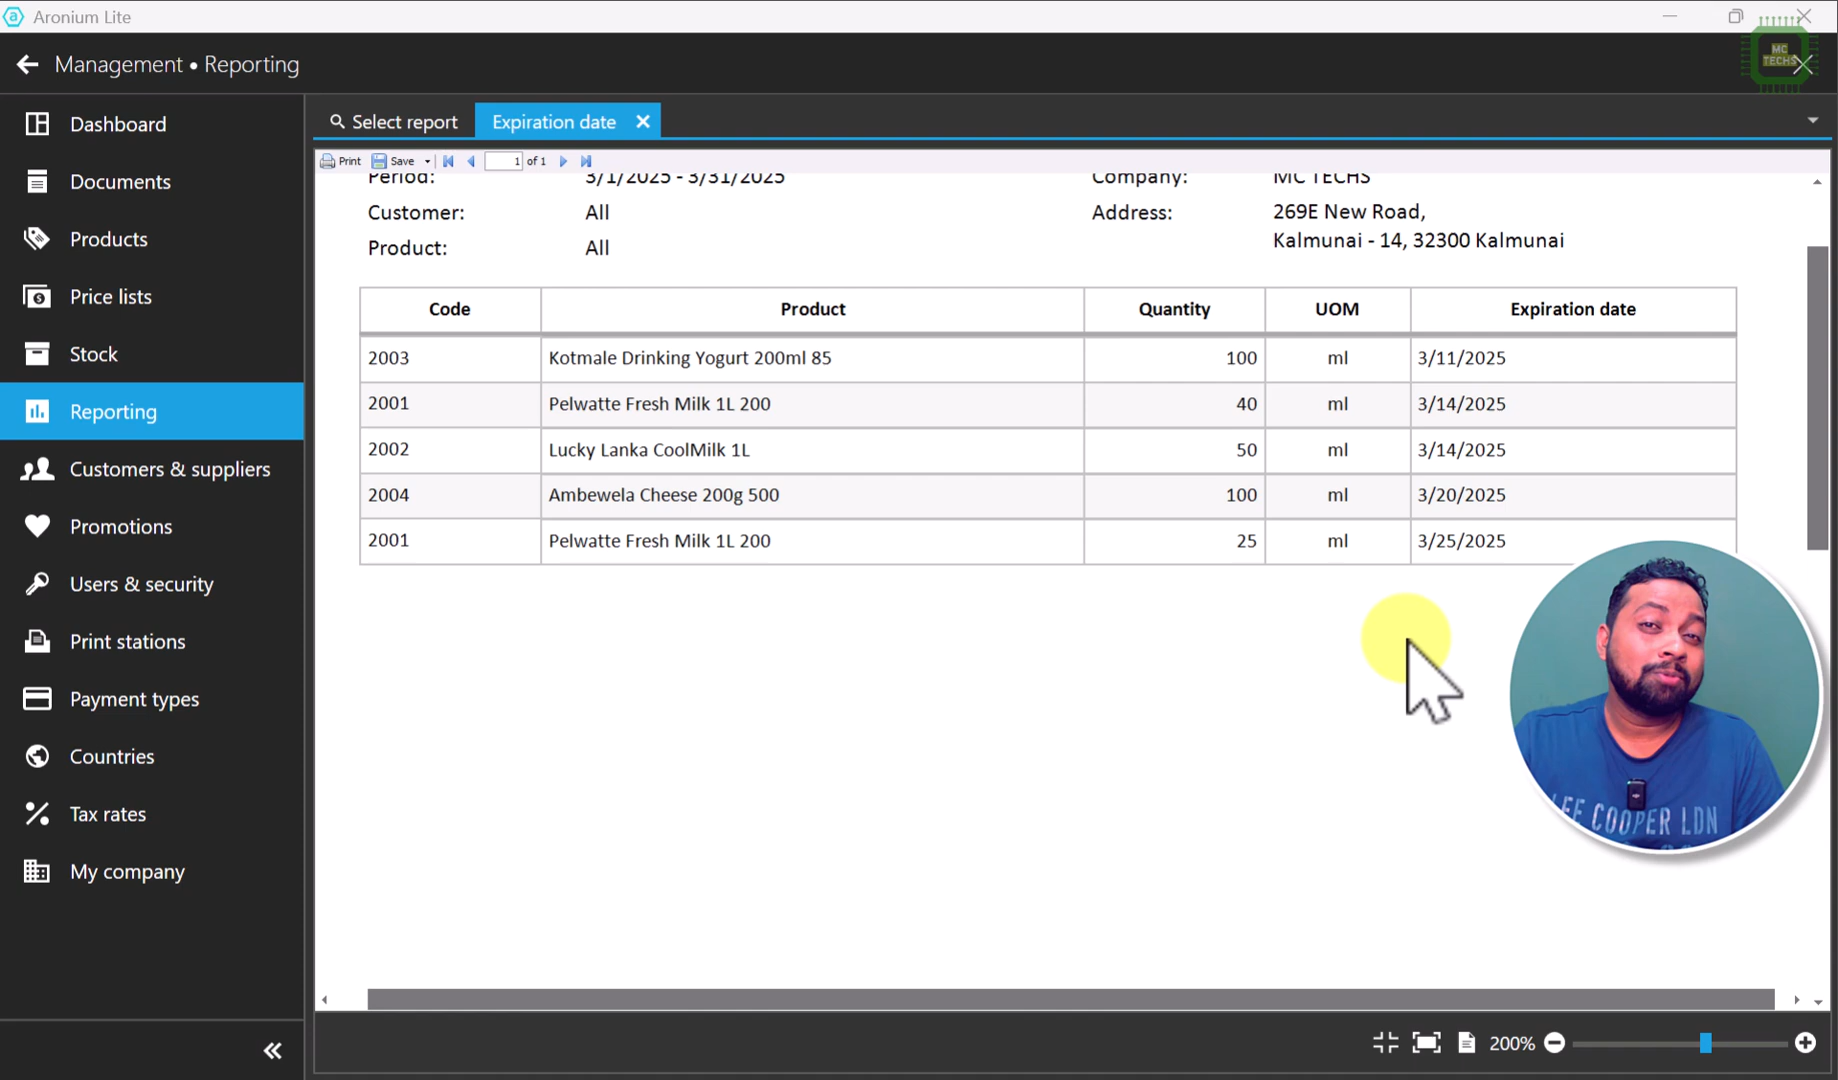 Aronium Lite
Management • Reporting
MC
TECHS
Dashboard
Documents
Products
Price lists
Stock
Reporting
Customers & suppliers
Promotions
Users & security
Print stations
Payment types
Countries
Tax rates
My company
Select report
Expiration date
Print Save 1 of 1
Period: 3/1/2025 - 3/31/2025 Company: MC TECHS
Customer: All Address: 269E New Road,
Kalmunai - 14, 32300 Kalmunai
Product: All
Code Product Quantity UOM Expiration date
2003 Kotmale Drinking Yogurt 200ml 85 100 ml 3/11/2025
2001 Pelwatte Fresh Milk 1L 200 40 ml 3/14/2025
2002 Lucky Lanka CoolMilk 1L 50 ml 3/14/2025
2004 Ambewela Cheese 200g 500 100 ml 3/20/2025
2001 Pelwatte Fresh Milk 1L 200 25 ml 3/25/2025
LEE COOPER LDN
200%